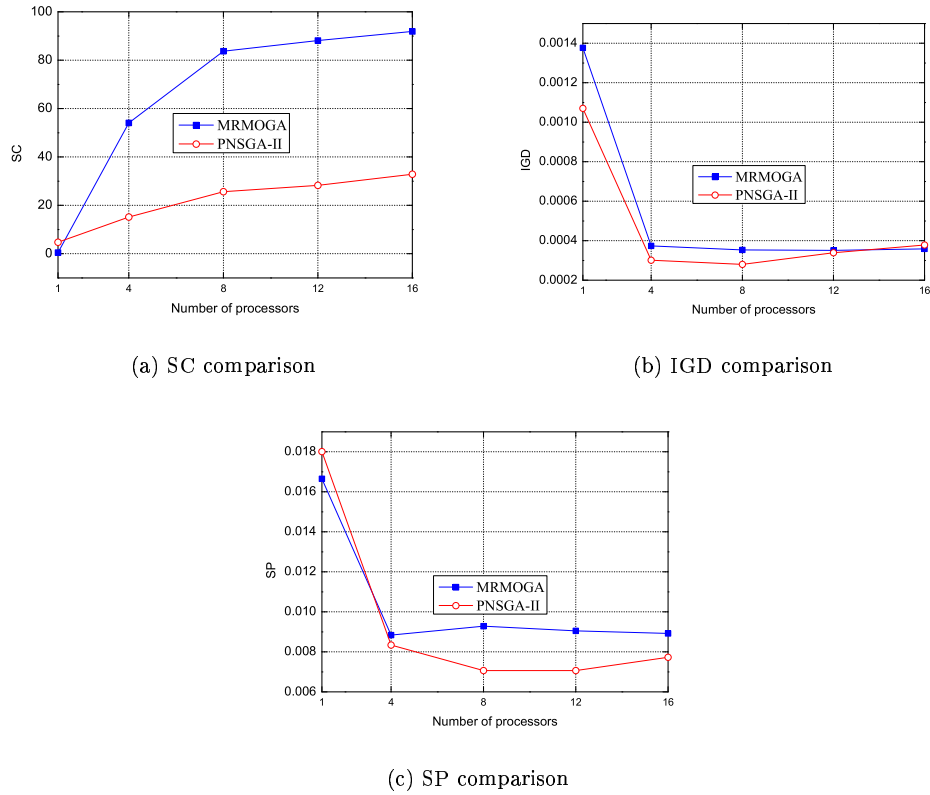 100
80
60
40
20
0
SC
MRMOGA
PNSGA-II
1 4 8 12 16
Number of processors
(a) SC comparison
0.0014
0.0012
0.0010
0.0008
0.0006
0.0004
0.0002
IGD
MRMOGA
PNSGA-II
1 4 8 12 16
Number of processors
(b) IGD comparison
0.018
0.016
0.014
0.012
0.010
0.008
0.006
SP
MRMOGA
PNSGA-II
1 4 8 12 16
Number of processors
(c) SP comparison